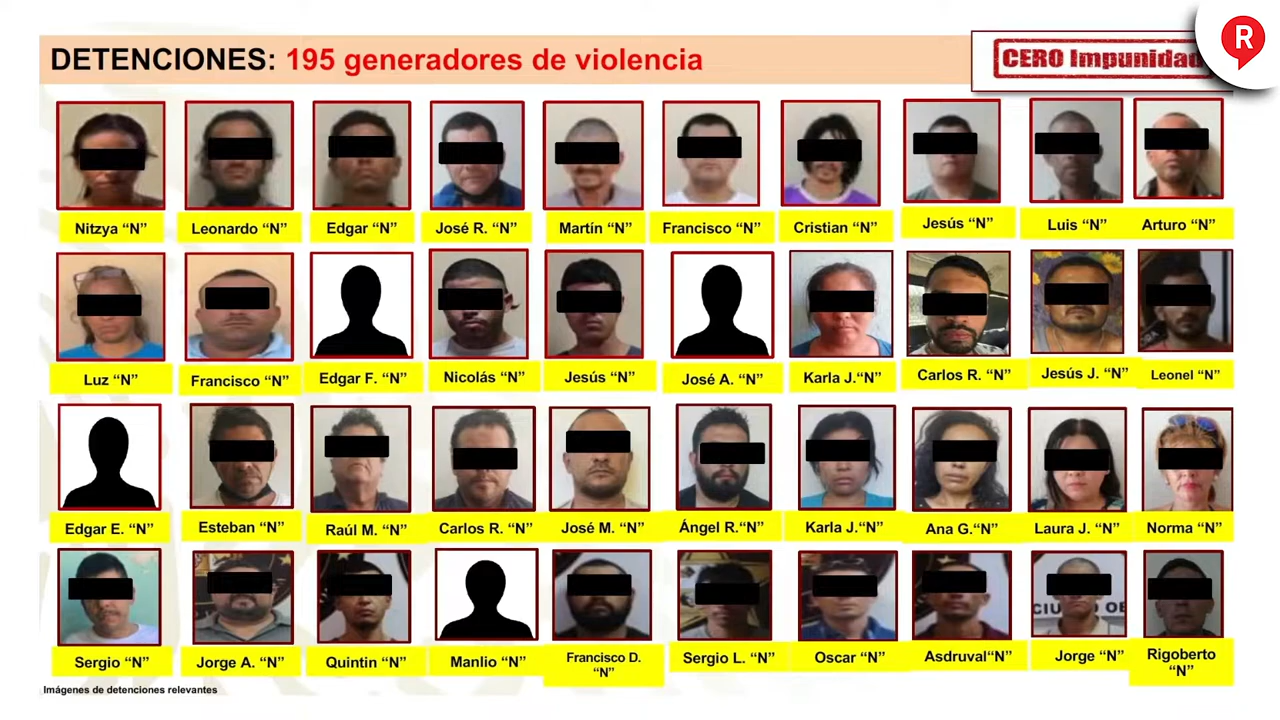 DETENCIONES: 195 generadores de violencia
CERO Impunidad
R
Nitzya “N”
Leonardo “N”
Edgar “N”
José R. “N”
Martín “N”
Francisco “N”
Cristian “N”
Jesús “N”
Luis “N”
Arturo “N”
Luz “N”
Francisco “N”
Edgar F. “N”
Nicolás “N”
Jesús “N”
José A. “N”
Karla J.“N”
Carlos R. “N”
Jesús J. “N”
Leonel “N”
Edgar E. “N”
Esteban “N”
Raúl M. “N”
Carlos R. “N”
José M. “N”
Ángel R.“N”
Karla J.“N”
Ana G.“N”
Laura J. “N”
Norma “N”
CIUDAD OB
Sergio “N”
Jorge A. “N”
Quintin “N”
Manlio “N”
Francisco D.
“N”
Sergio L. “N”
Oscar “N”
Asdruval“N”
Jorge “N”
Rigoberto
“N”
Imágenes de detenciones relevantes